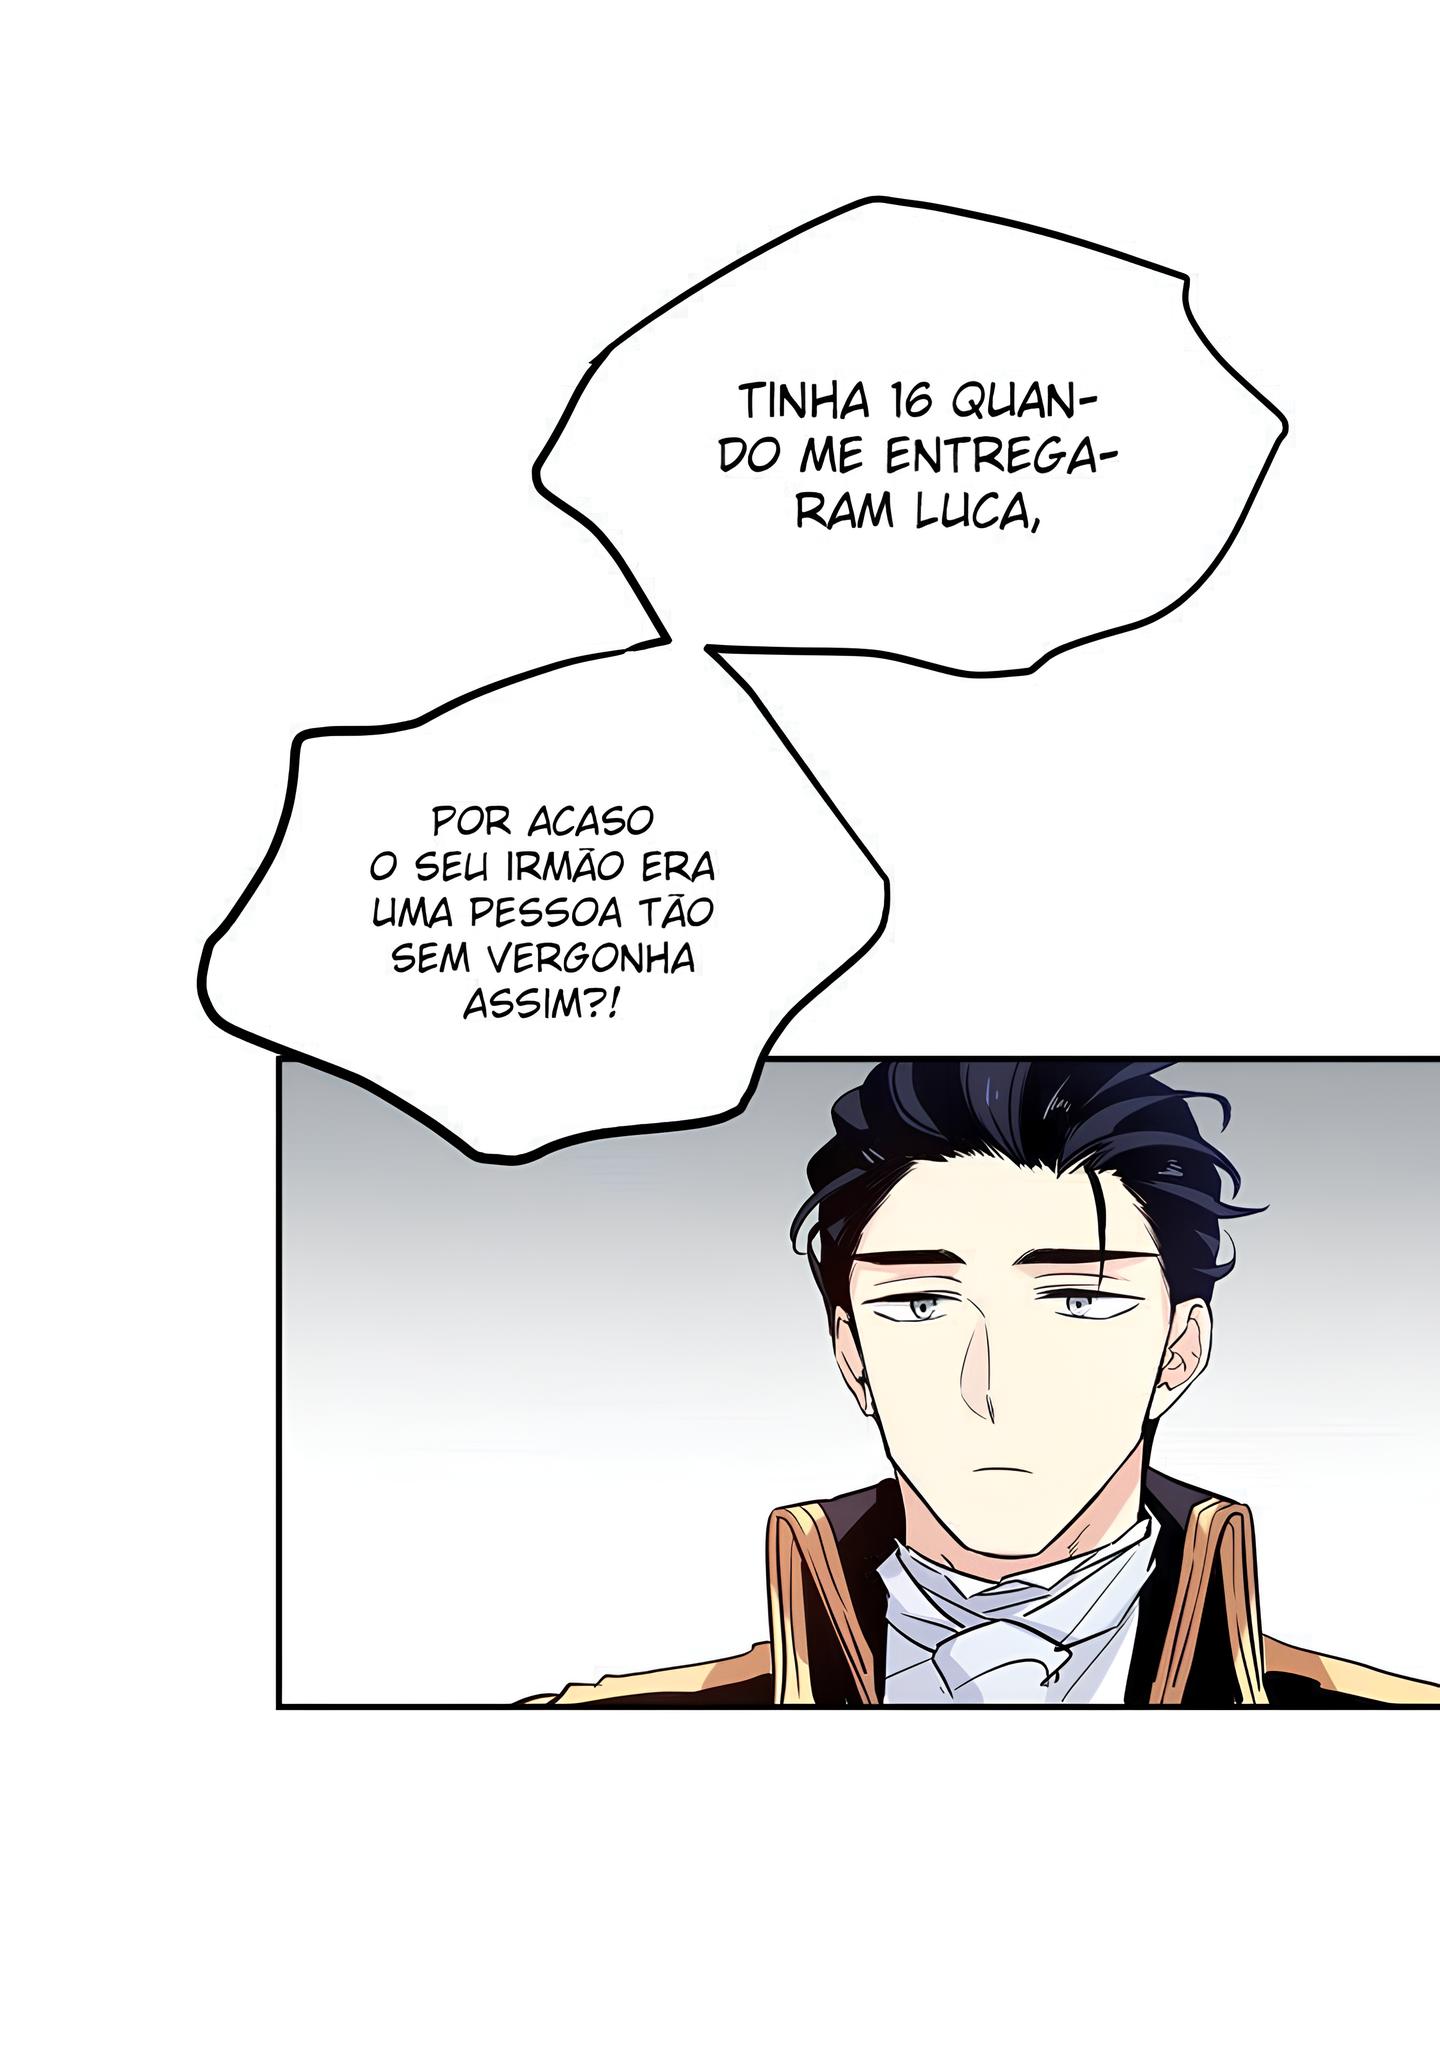 TINHA 16 QUAN-
DO ME ENTREGA-
RAM LUCA,
POR ACASO
O SEU IRMÃO ERA
UMA PESSOA TÃO
SEM VERGONHA
ASSIM?!